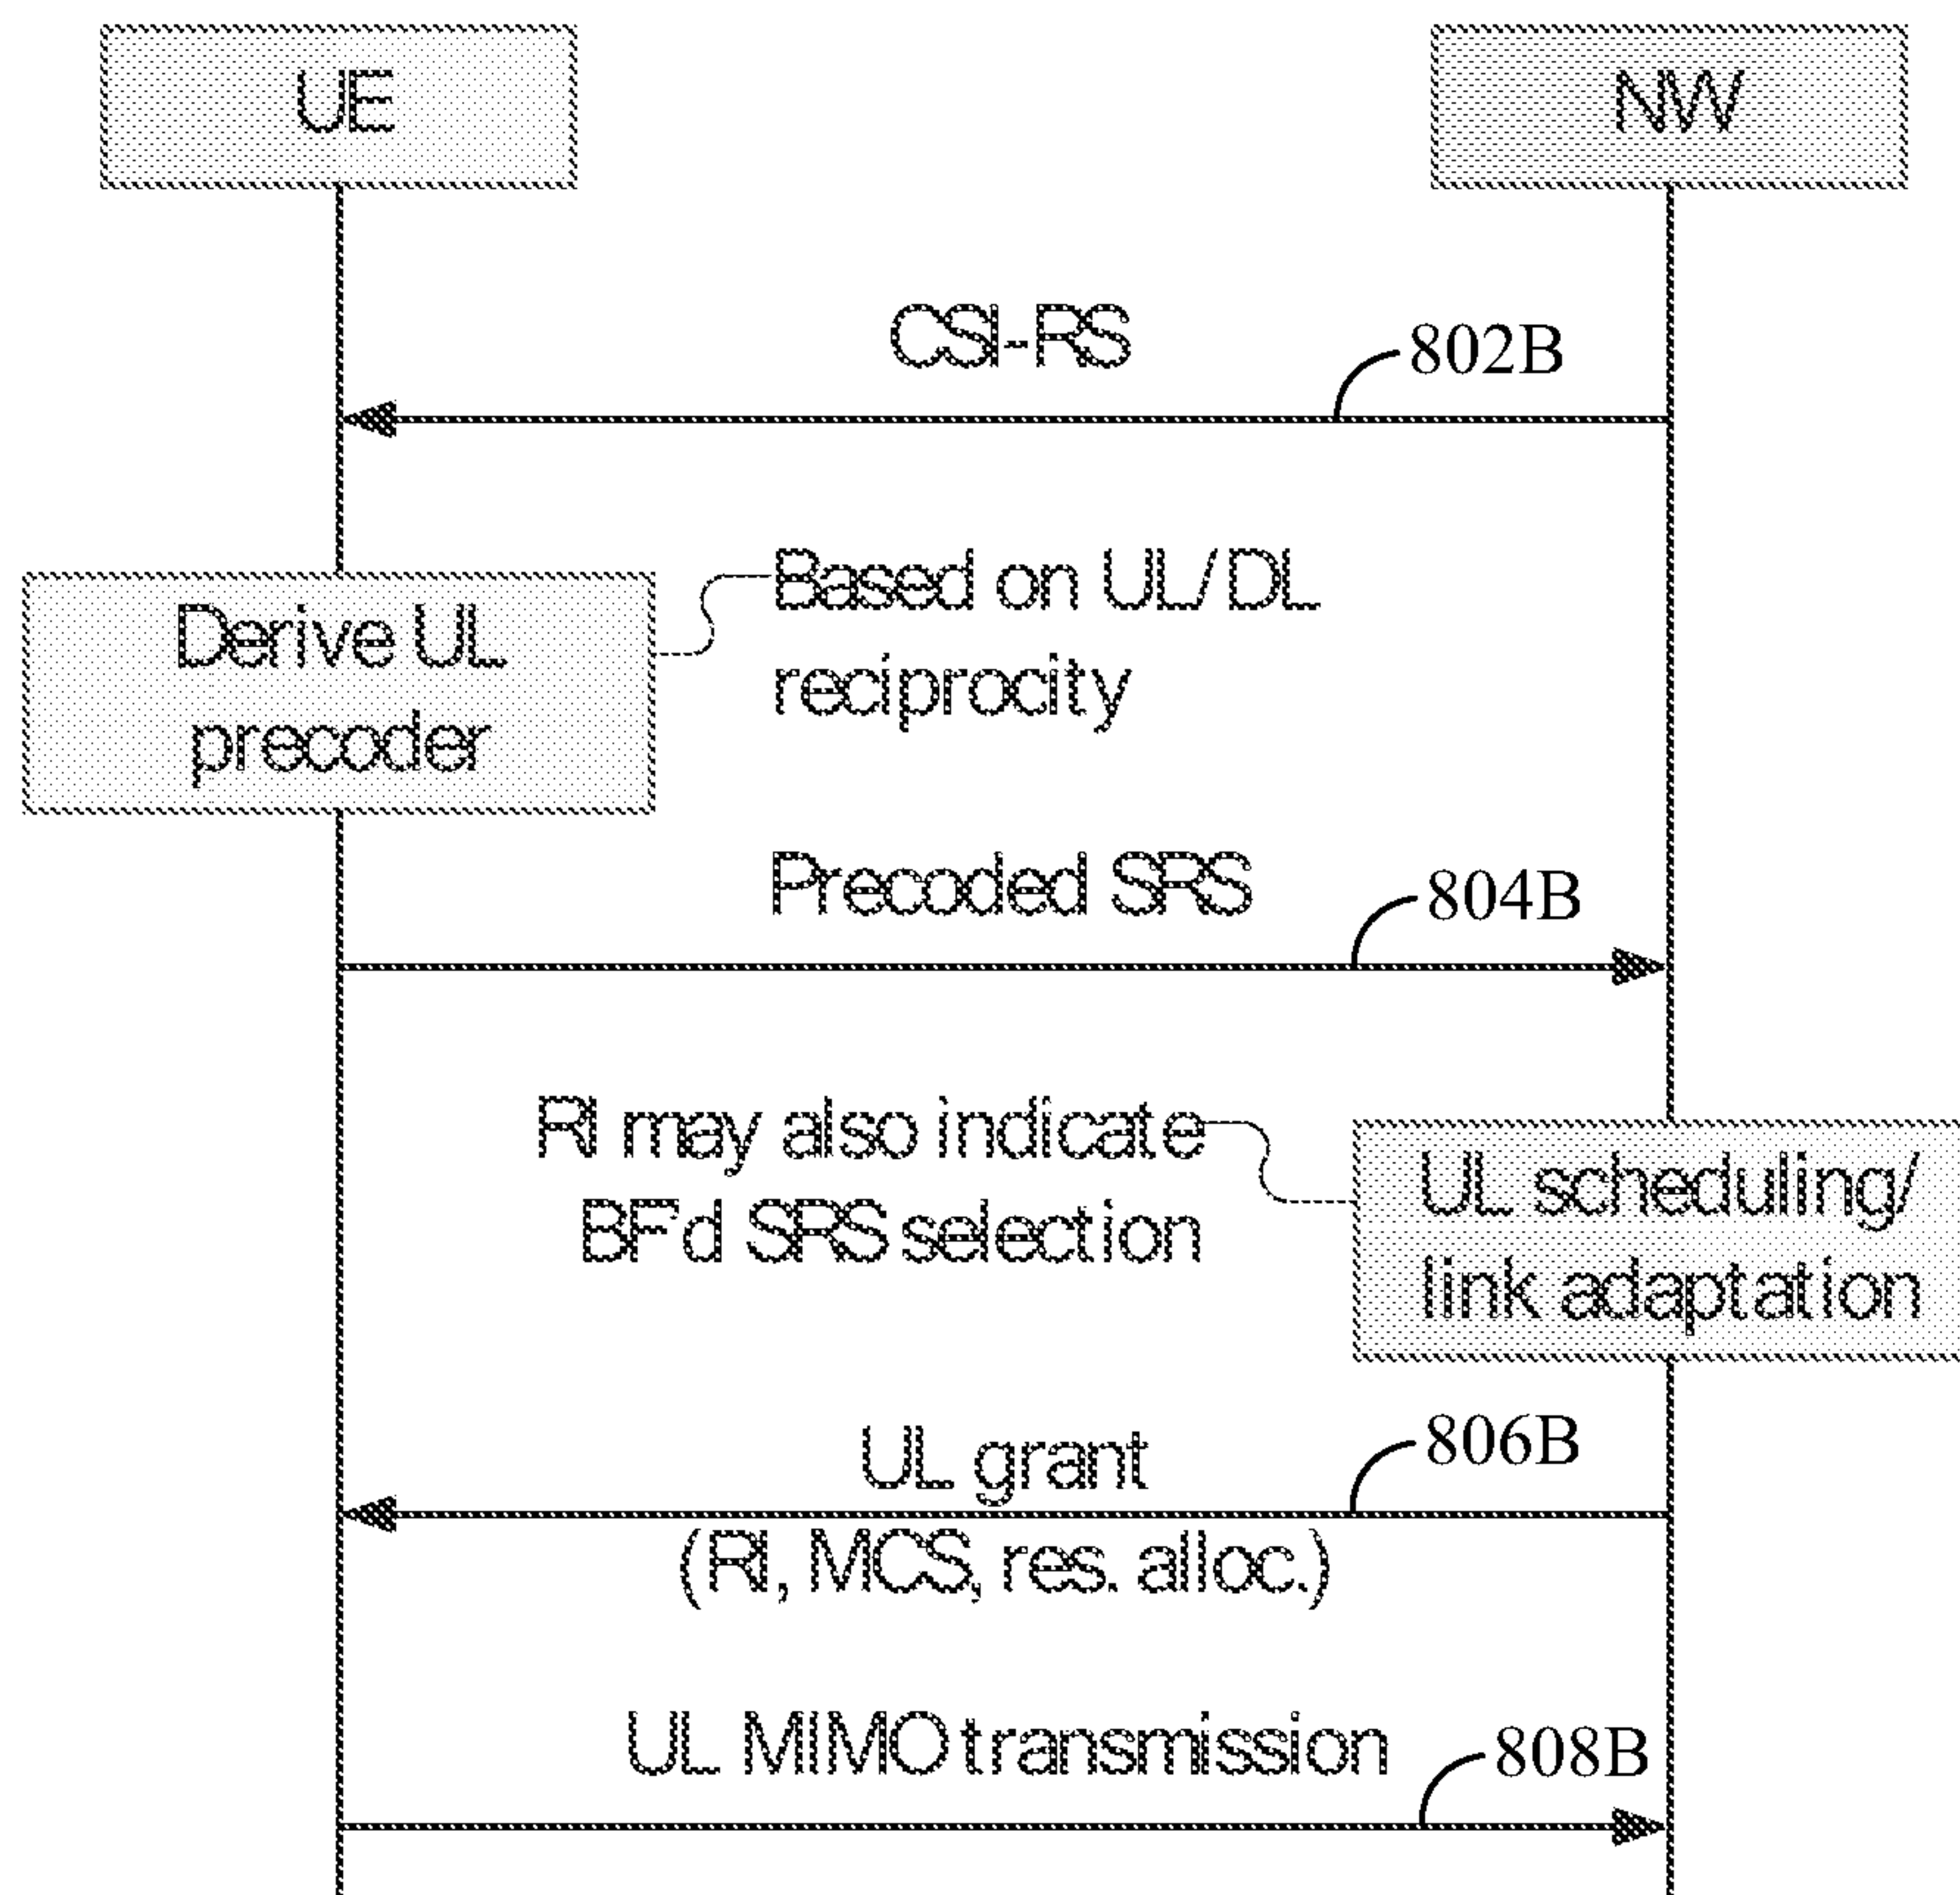 UE
NW
CSI-RS
802B
Based on UL/DL
reciprocity
Derive UL
precoder
Precoded SRS
804B
RI may also indicate
BF'd SRS selection
UL scheduling/
link adaptation
UL grant
806B
(RI, MCS, res. alloc.)
UL MIMO transmission
808B